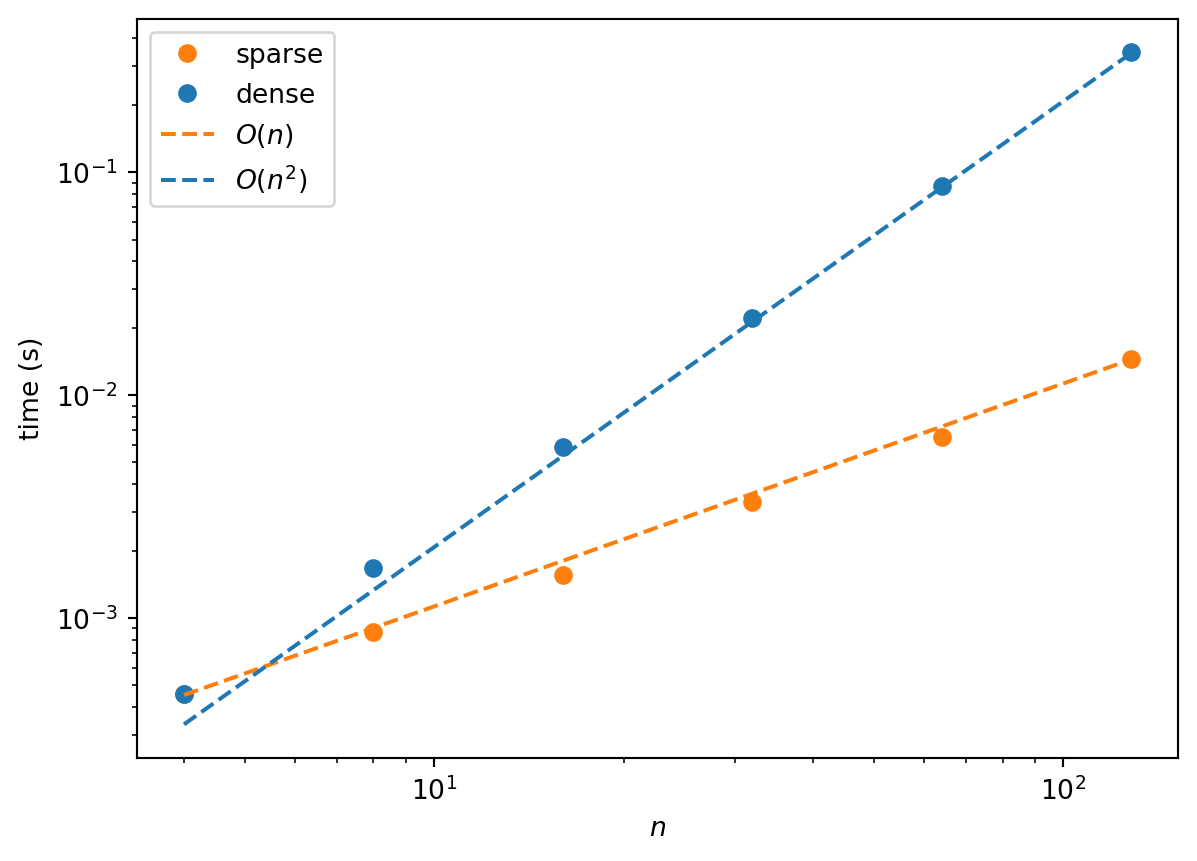 sparse
dense
O(n)
O(n²)
10⁻¹
10⁻²
10⁻³
time (s)
10¹
10²
n